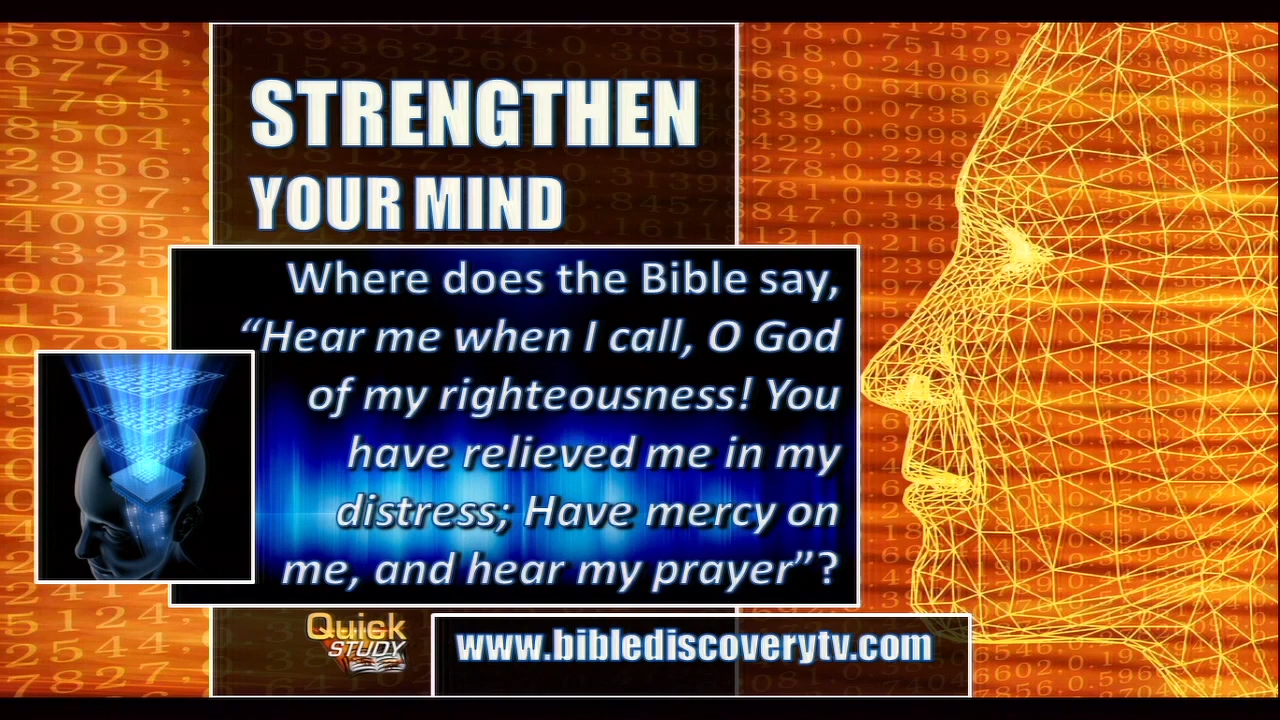 STRENGTHEN
YOUR MIND
Where does the Bible say,
“Hear me when I call, O God
of my righteousness! You
have relieved me in my
distress; Have mercy on
me, and hear my prayer”?
Quick
STUDY
www.biblediscoverytv.com